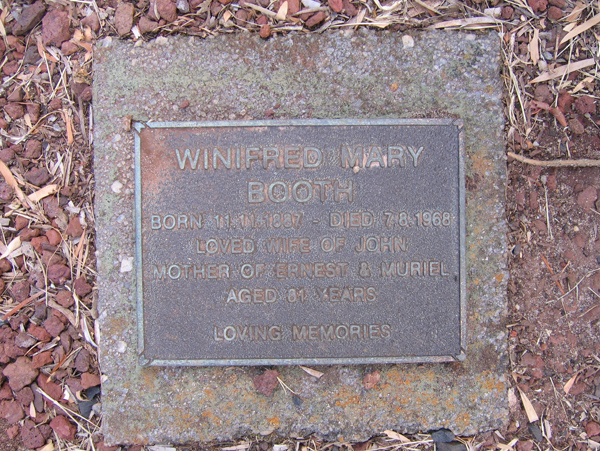 WINIFRED MARY
BOOTH
BORN 11.11.1887 - DIED 7.8.1968
LOVED WIFE OF JOHN
MOTHER OF ERNEST & MURIEL
AGED 81 YEARS
LOVING MEMORIES